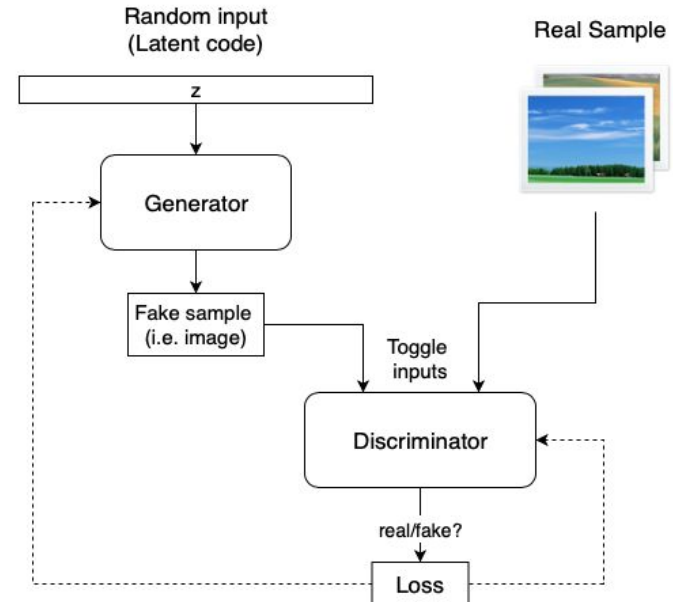 Random input
(Latent code)
Real Sample
z
Generator
Fake sample
(i.e. image)
Toggle
inputs
Discriminator
real/fake?
Loss